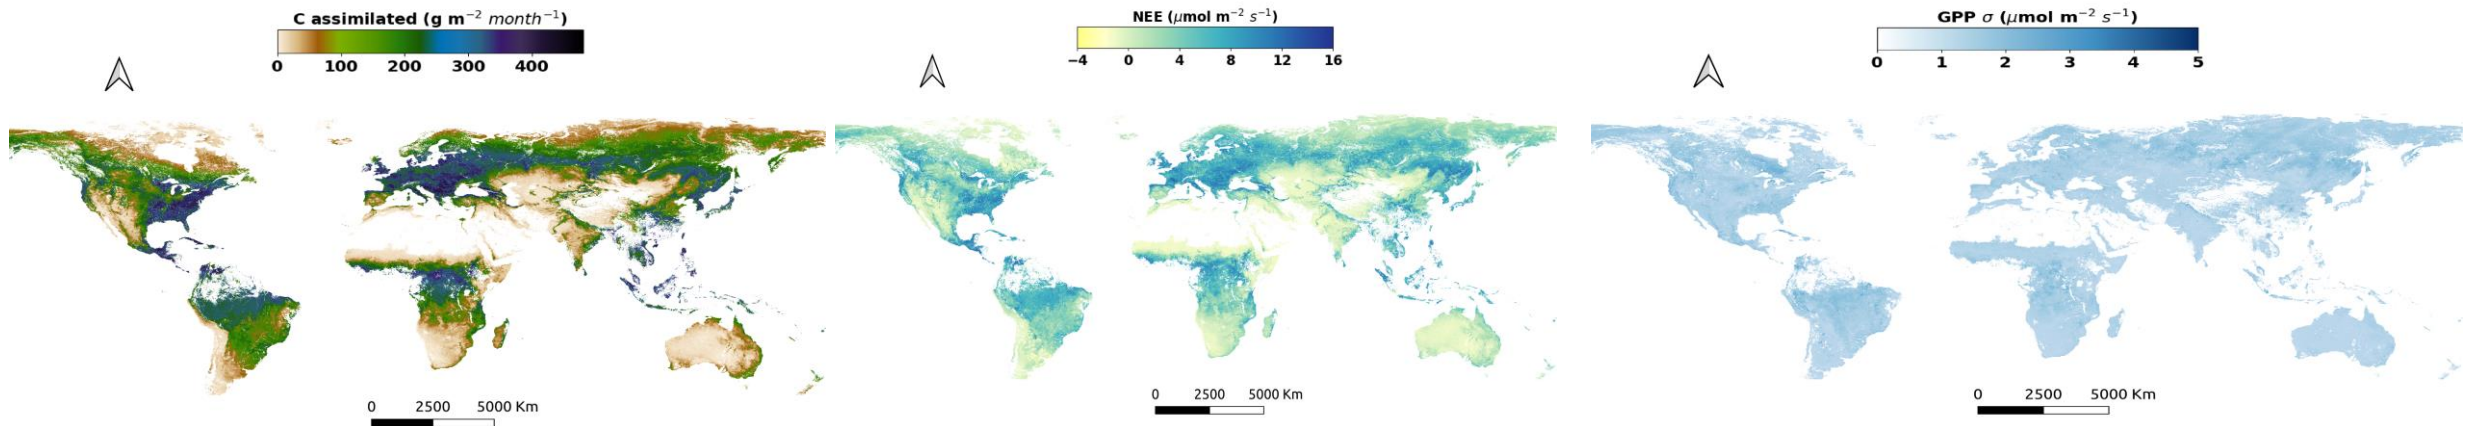 C assimilated (g m⁻² month⁻¹)
0 100 200 300 400
0 2500 5000 Km
NEE (μmol m⁻² s⁻¹)
−4 0 4 8 12 16
0 2500 5000 Km
GPP σ (μmol m⁻² s⁻¹)
0 1 2 3 4 5
0 2500 5000 Km